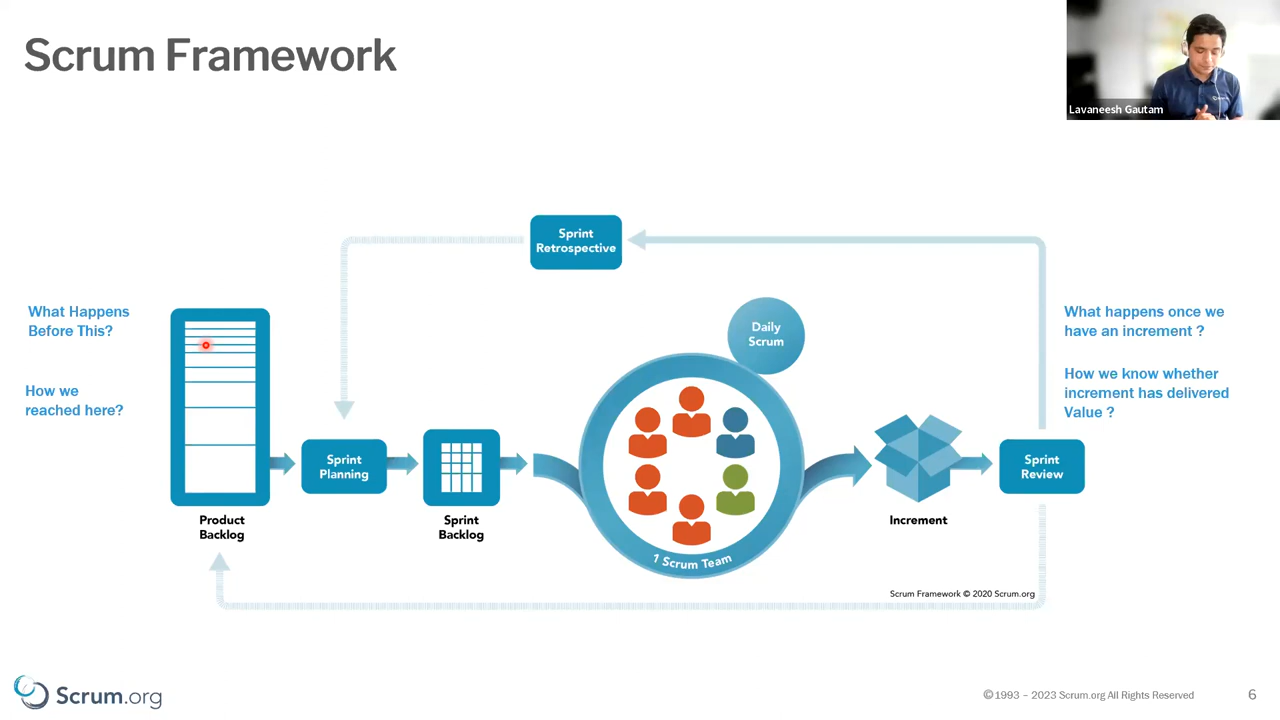 Scrum Framework
Lavaneesh Gautam
Sprint
Retrospective
Daily
Scrum
What Happens
Before This?
How we
reached here?
What happens once we
have an increment ?
How we know whether
increment has delivered
Value ?
Sprint
Planning
Sprint
Review
Product
Backlog
Sprint
Backlog
1 Scrum Team
Increment
Scrum Framework © 2020 Scrum.org
Scrum.org
© 1993 – 2023 Scrum.org All Rights Reserved
6